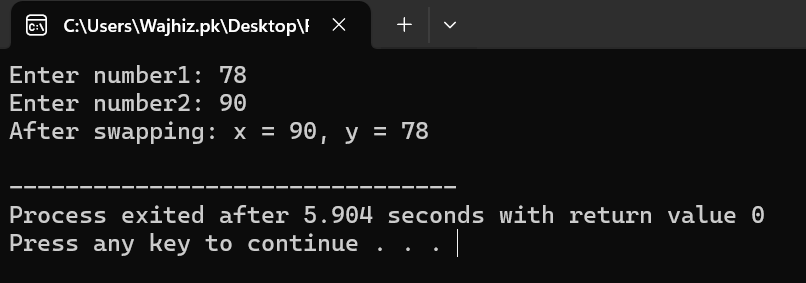 C:\Users\Wajhiz.pk\Desktop\F
Enter number1: 78
Enter number2: 90
After swapping: x = 90, y = 78
--------------------------------
Process exited after 5.904 seconds with return value 0
Press any key to continue . . .